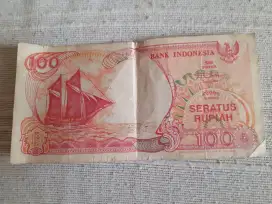 100
BANK INDONESIA
SERATUS
RUPIAH
100